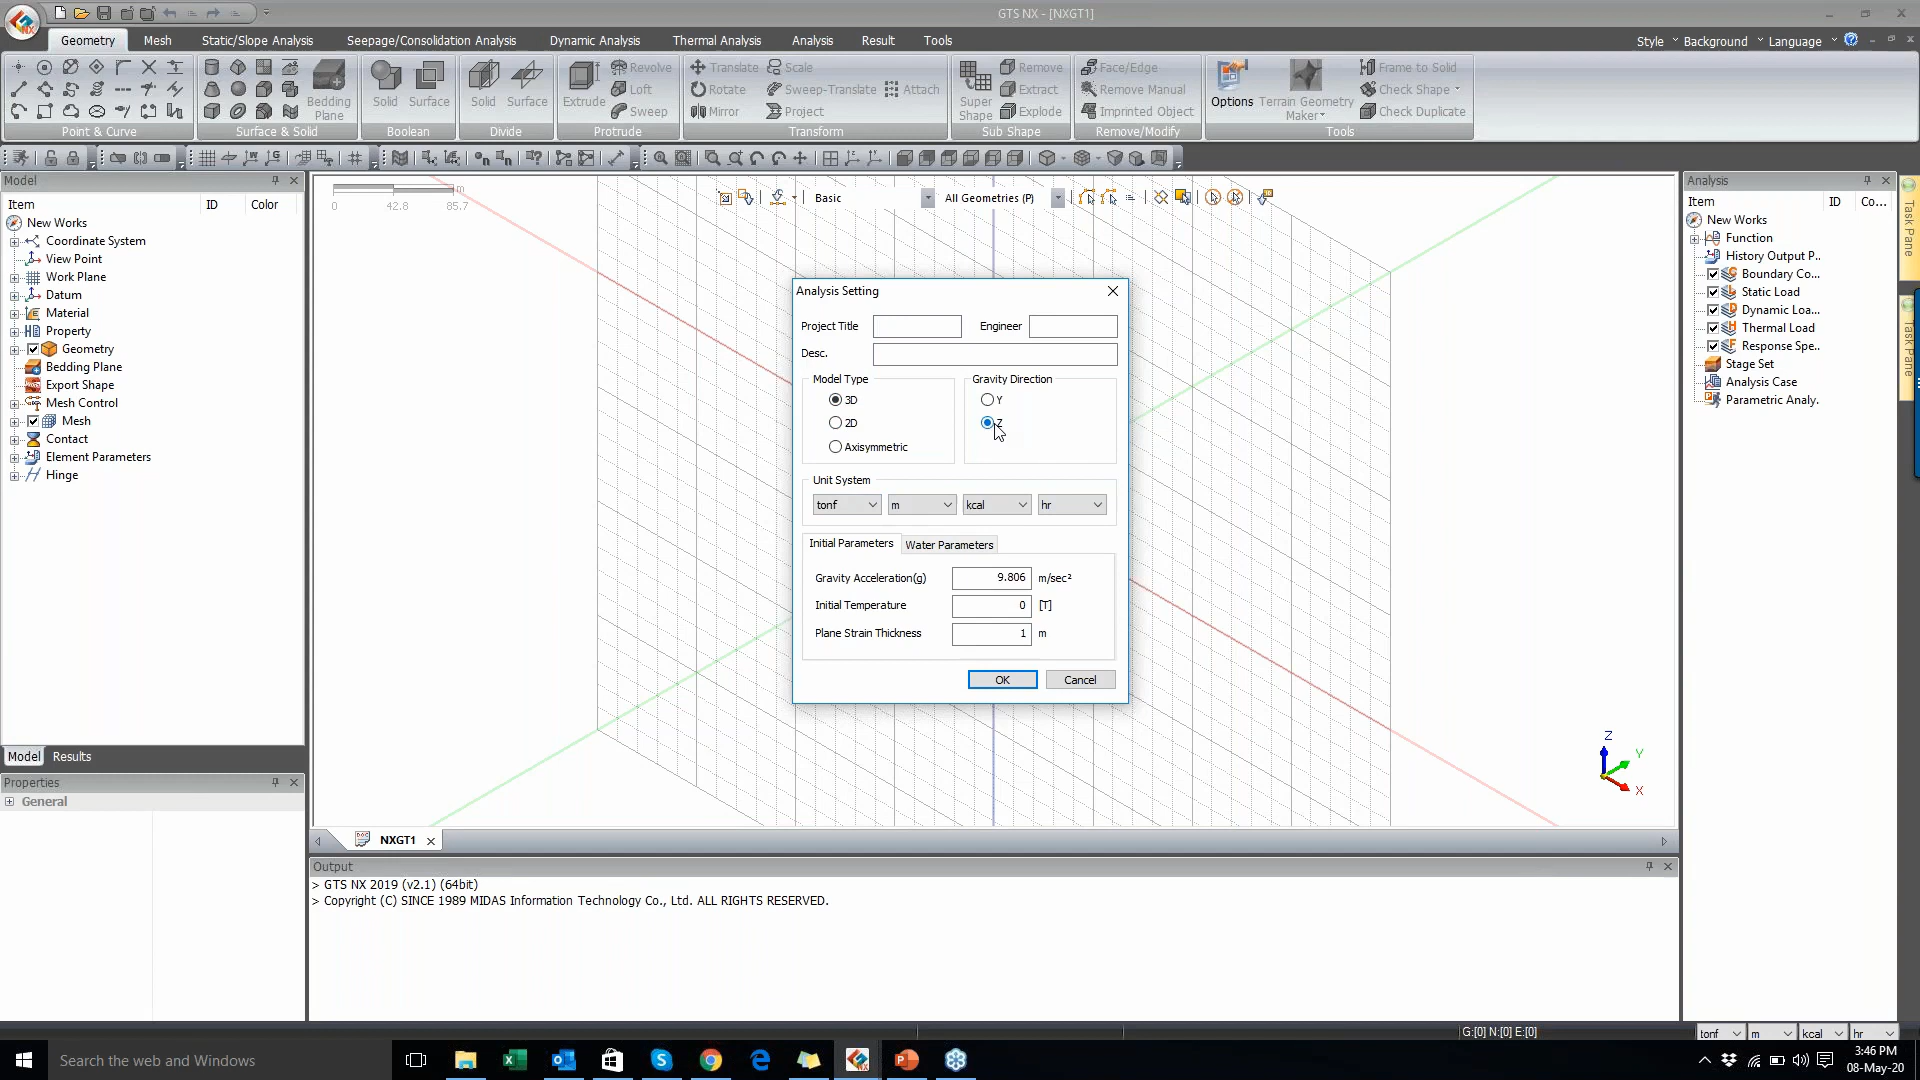 GTS NX - [NXGT1]
Geometry Mesh Static/Slope Analysis Seepage/Consolidation Analysis Dynamic Analysis Thermal Analysis Analysis Result Tools
Style Background Language
Revolve Translate Scale Remove Face/Edge Frame to Solid
Loft Rotate Sweep-Translate Attach Extract Remove Manual Check Shape
Bedding Plane Solid Surface Solid Surface Extrude Super Shape Options Terrain Geometry Maker
Sweep Mirror Project Explode Imprinted Object Check Duplicate
Point & Curve Surface & Solid Boolean Divide Protrude Transform Sub Shape Remove/Modify Tools
Model
Item ID Color
New Works
Coordinate System
View Point
Work Plane
Datum
Material
Property
Geometry
Bedding Plane
Export Shape
Mesh Control
Mesh
Contact
Element Parameters
Hinge
Model Results
Properties
General
m
0 42.8 85.7
Basic All Geometries (P)
Analysis Setting
Project Title Engineer
Desc.
Model Type Gravity Direction
3D Y
2D Z
Axisymmetric
Unit System
tonf m kcal hr
Initial Parameters Water Parameters
Gravity Acceleration(g) 9.806 m/sec²
Initial Temperature 0 [T]
Plane Strain Thickness 1 m
OK Cancel
Z
Y
X
NXGT1
Output
> GTS NX 2019 (v2.1) (64bit)
> Copyright (C) SINCE 1989 MIDAS Information Technology Co., Ltd. ALL RIGHTS RESERVED.
Analysis
Item ID Co...
New Works
Function
History Output P..
Boundary Co...
Static Load
Dynamic Loa...
Thermal Load
Response Spe..
Stage Set
Analysis Case
Parametric Analy.
Task Pane
Task Pane
G:[0] N:[0] E:[0]
tonf m kcal hr
Search the web and Windows
3:46 PM
08-May-20